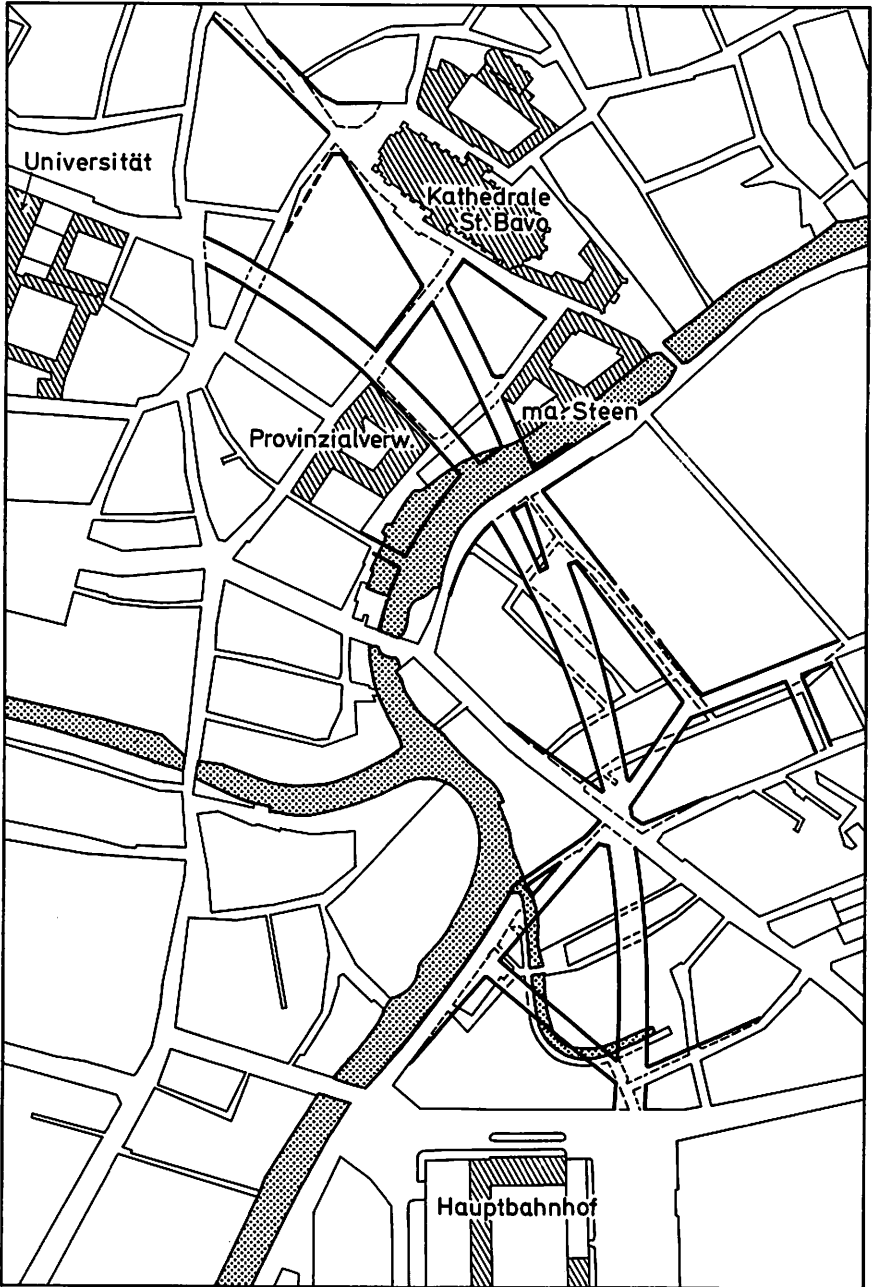 Universität
Kathedrale
St. Bavo
ma. Steen
Provinzialverw.
Hauptbahnhof